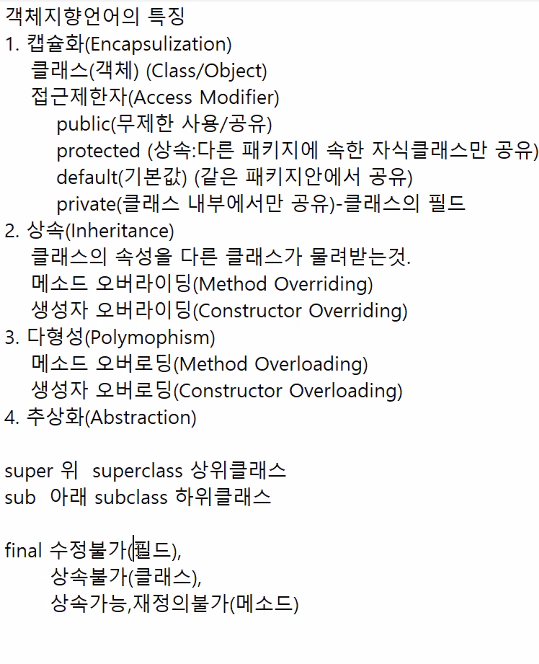 객체지향언어의 특징
1. 캡슐화(Encapsulization)
클래스(객체) (Class/Object)
접근제한자(Access Modifier)
public(무제한 사용/공유)
protected (상속:다른 패키지에 속한 자식클래스만 공유)
default(기본값) (같은 패키지안에서 공유)
private(클래스 내부에서만 공유)-클래스의 필드
2. 상속(Inheritance)
클래스의 속성을 다른 클래스가 물려받는것.
메소드 오버라이딩(Method Overriding)
생성자 오버라이딩(Constructor Overriding)
3. 다형성(Polymophism)
메소드 오버로딩(Method Overloading)
생성자 오버로딩(Constructor Overloading)
4. 추상화(Abstraction)
super 위  superclass 상위클래스
sub  아래 subclass 하위클래스
final 수정불가(필드),
상속불가(클래스),
상속가능,재정의불가(메소드)